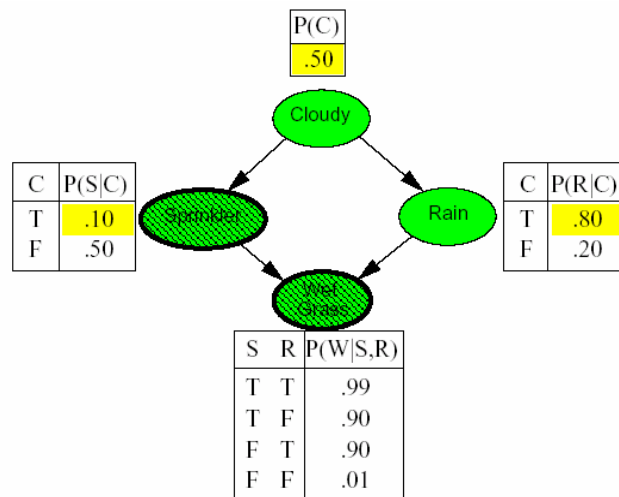 P(C)
.50
Cloudy
C P(S|C)
T .10
F .50
Sprinkler
Rain
C P(R|C)
T .80
F .20
Wet
Grass
S R P(W|S,R)
T T .99
T F .90
F T .90
F F .01